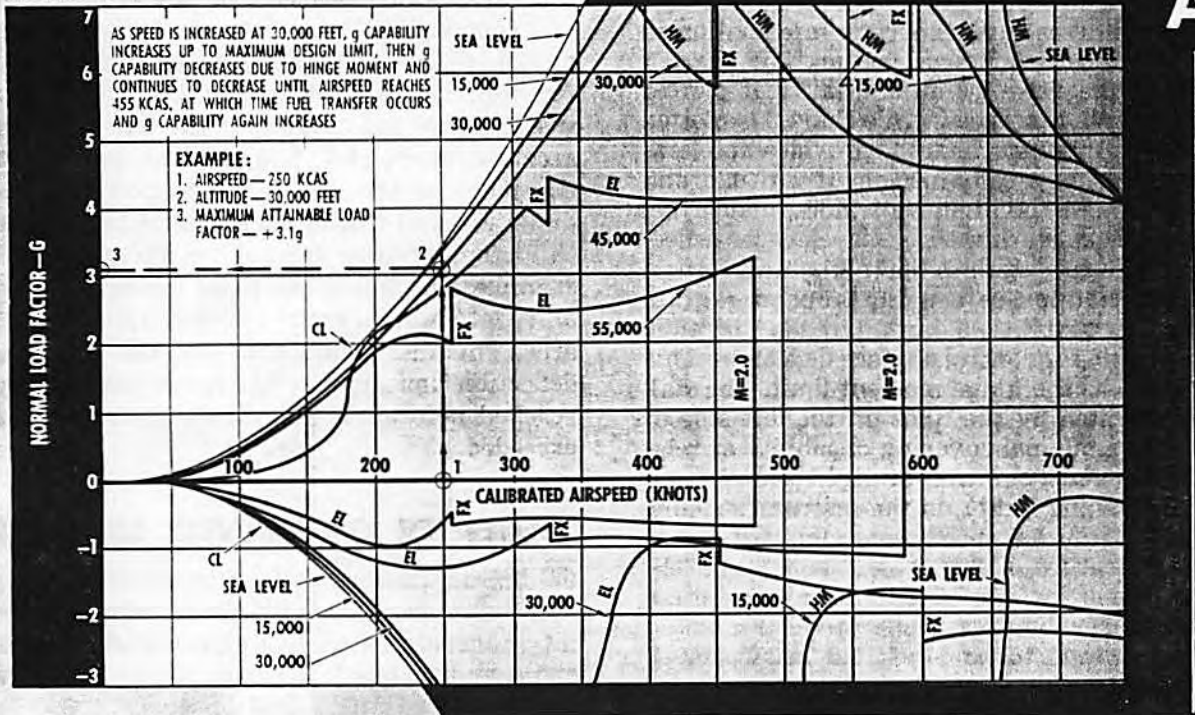 A
7
6
5
4
3
2
1
0
–1
–2
–3
NORMAL LOAD FACTOR—G
AS SPEED IS INCREASED AT 30,000 FEET, g CAPABILITY
INCREASES UP TO MAXIMUM DESIGN LIMIT, THEN g
CAPABILITY DECREASES DUE TO HINGE MOMENT AND
CONTINUES TO DECREASE UNTIL AIRSPEED REACHES
455 KCAS, AT WHICH TIME FUEL TRANSFER OCCURS
AND g CAPABILITY AGAIN INCREASES
EXAMPLE:
1. AIRSPEED — 250 KCAS
2. ALTITUDE — 30,000 FEET
3. MAXIMUM ATTAINABLE LOAD
FACTOR — +3.1g
SEA LEVEL
15,000
30,000
30,000
HM
FX
HM
HM
FX
15,000
HM
HM
SEA LEVEL
FX
EL
45,000
3
2
CL
FX
EL
55,000
M=2.0
M=2.0
100
200
1
300
400
500
600
700
CALIBRATED AIRSPEED (KNOTS)
EL
FX
CL
EL
FX
SEA LEVEL
15,000
30,000
30,000
EL
FX
15,000
HM
SEA LEVEL
HM
FX